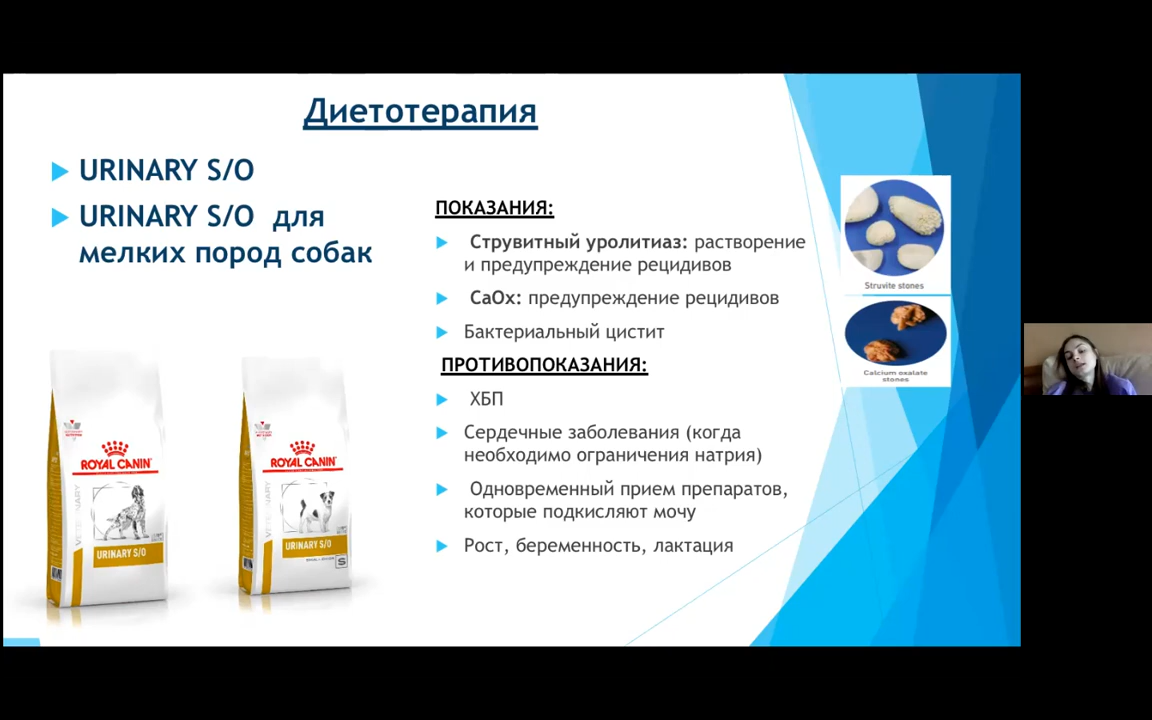 Диетотерапия
URINARY S/O
URINARY S/O для
мелких пород собак
ПОКАЗАНИЯ:
Струвитный уролитиаз: растворение
и предупреждение рецидивов
CaOx: предупреждение рецидивов
Бактериальный цистит
ПРОТИВОПОКАЗАНИЯ:
ХБП
Сердечные заболевания (когда
необходимо ограничения натрия)
Одновременный прием препаратов,
которые подкисляют мочу
Рост, беременность, лактация
Struvite stones
Calcium oxalate
stones
ROYAL CANIN
VETERINARY
URINARY S/O
ROYAL CANIN
VETERINARY
URINARY S/O
S